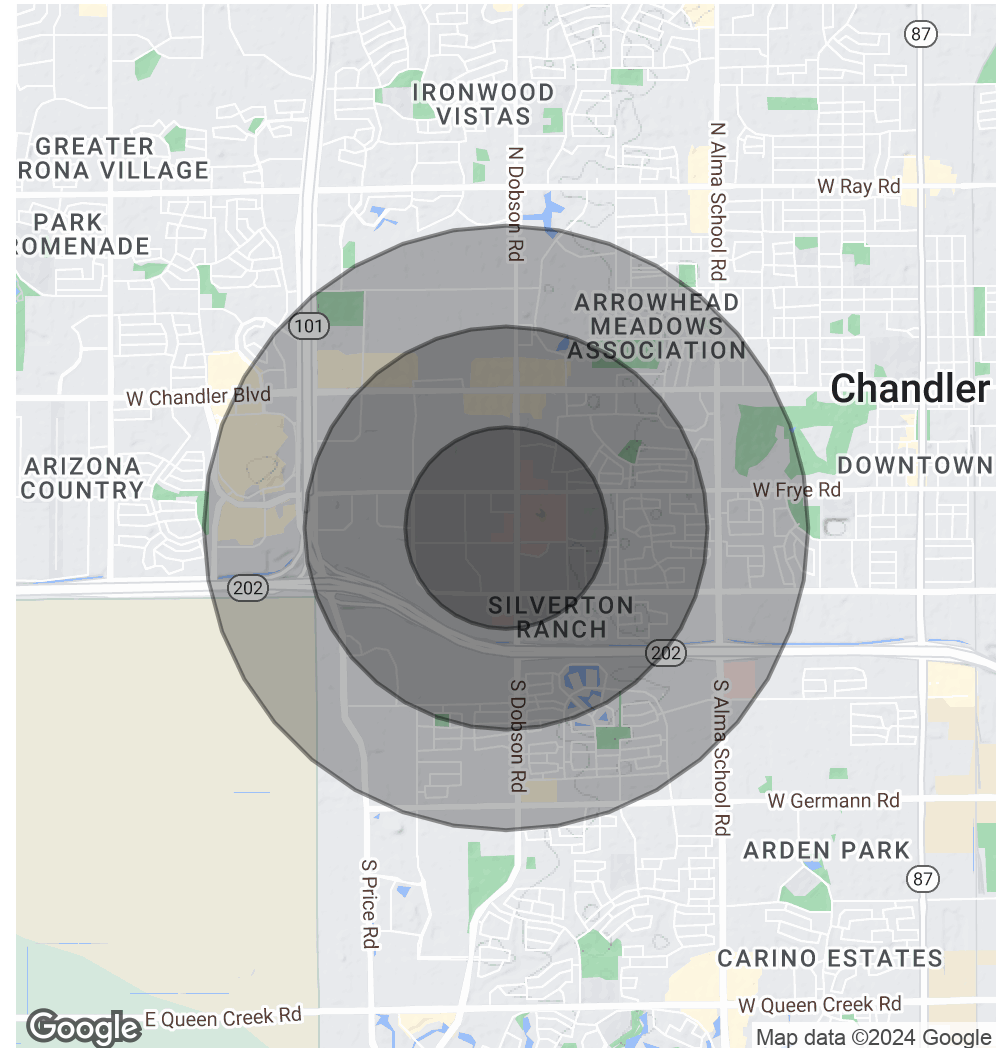 87
IRONWOOD
VISTAS
GREATER
RONA VILLAGE
N Dobson Rd
N Alma School Rd
W Ray Rd
PARK
ROMENADE
ARROWHEAD
MEADOWS
ASSOCIATION
101
W Chandler Blvd
Chandler
ARIZONA
COUNTRY
DOWNTOWN
W Frye Rd
202
SILVERTON
RANCH
202
S Dobson Rd
S Alma School Rd
W Germann Rd
ARDEN PARK
87
S Price Rd
CARINO ESTATES
W Queen Creek Rd
E Queen Creek Rd
Google
Map data ©2024 Google